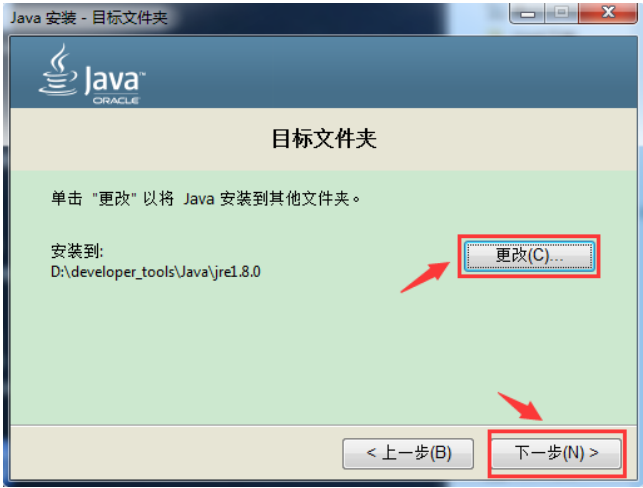 Java 安装 - 目标文件夹
Java
ORACLE
目标文件夹
单击 "更改" 以将 Java 安装到其他文件夹。
安装到:
D:\developer_tools\Java\jre1.8.0
更改(C)...
< 上一步(B)
下一步(N) >